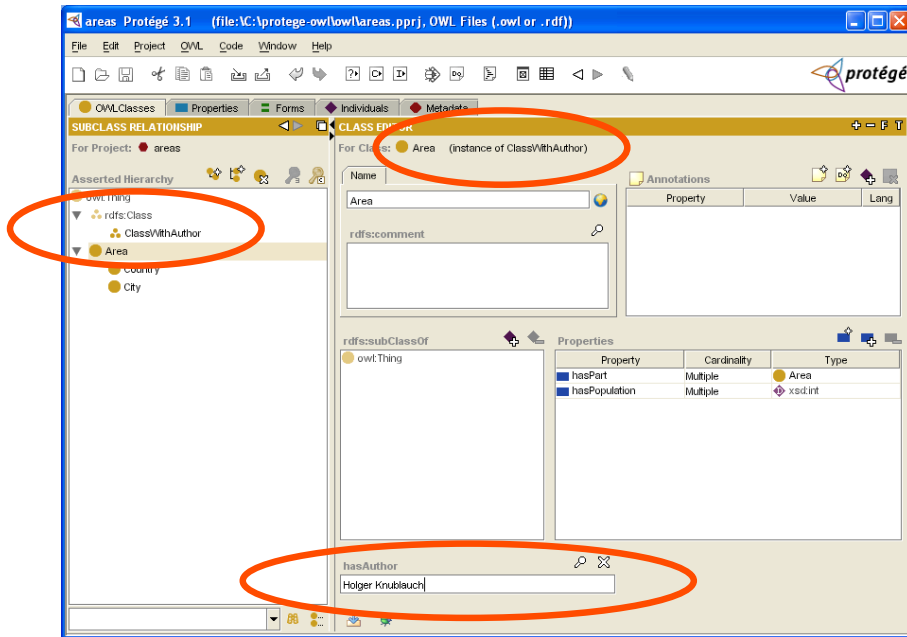 areas Protégé 3.1 (file:\C:\protege-owl\owl\areas.pprj, OWL Files (.owl or .rdf))
File Edit Project OWL Code Window Help
protégé
OWLClasses Properties Forms Individuals Metadata
SUBCLASS RELATIONSHIP
For Project: areas
Asserted Hierarchy
owl:Thing
rdfs:Class
ClassWithAuthor
Area
Country
City
CLASS EDITOR
For Class: Area (instance of ClassWithAuthor)
Name
Area
rdfs:comment
Annotations
Property Value Lang
rdfs:subClassOf
owl:Thing
Properties
Property Cardinality Type
hasPart Multiple Area
hasPopulation Multiple xsd:int
hasAuthor
Holger Knublauch